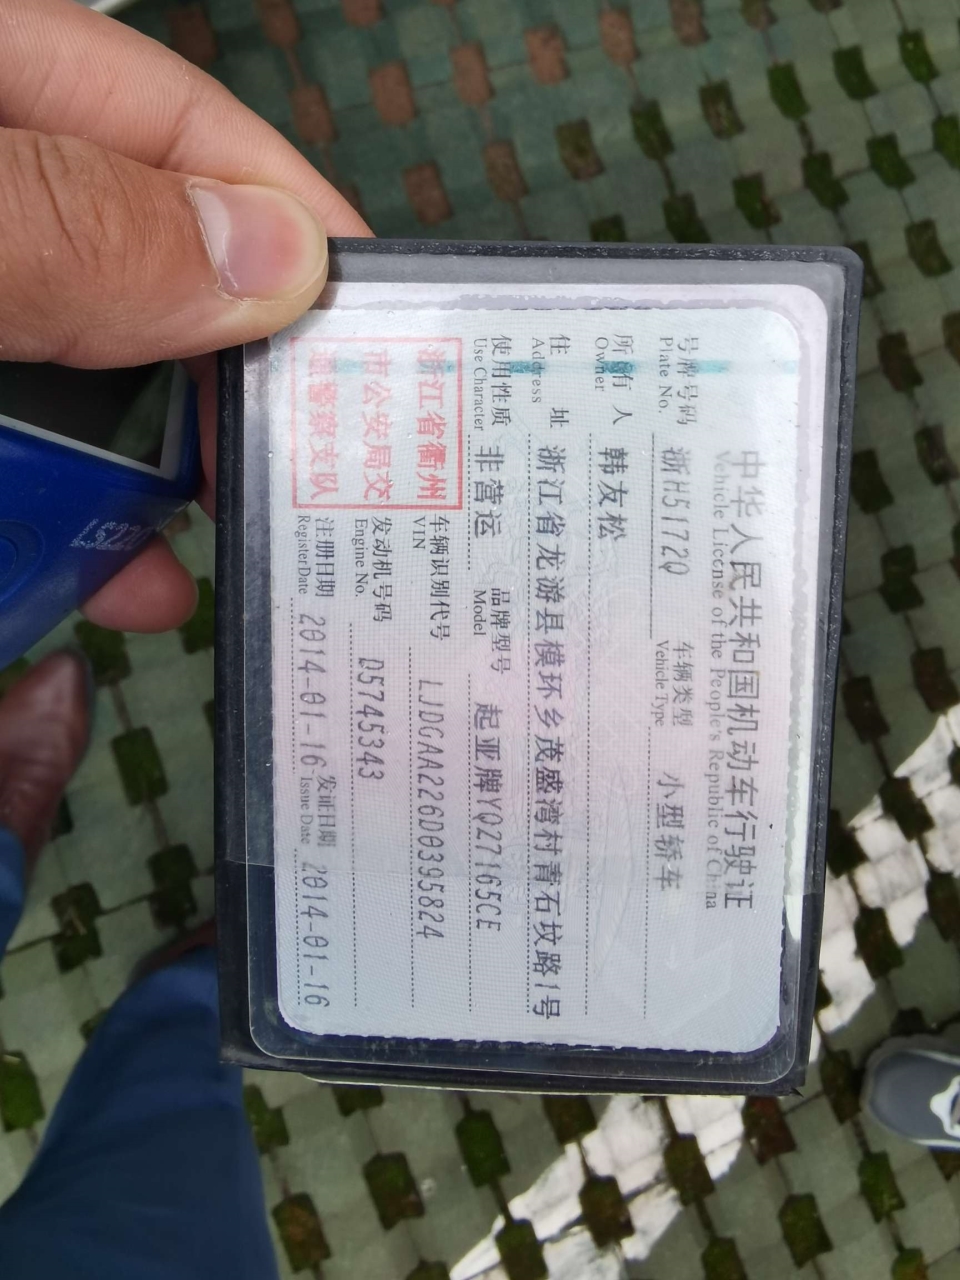 中华人民共和国机动车行驶证
Vehicle License of the People's Republic of China
号牌号码 浙H5172Q 车辆类型 小型轿车
Plate No. Vehicle Type
所有人 韩友松
Owner
住址 浙江省龙游县模环乡茂盛湾村青石坟路1号
Address
使用性质 非营运 品牌型号 起亚牌YQZ7165CE
Use Character Model
浙江省衢州
市公安局交
通警察支队
车辆识别代号 LJDGAA226D0395824
VIN
发动机号码 D5745343
Engine No.
注册日期 2014-01-16 发证日期 2014-01-16
Register Date Issue Date